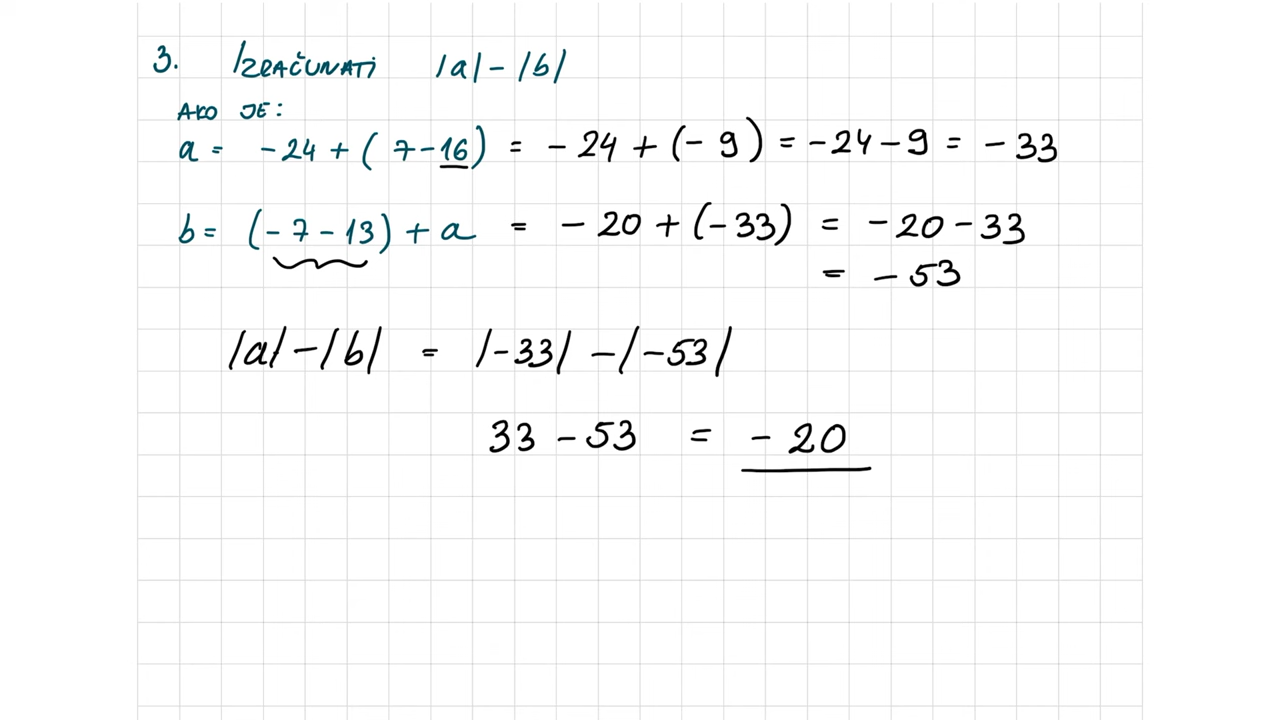 3. IZRAČUNATI |a|-|b|
AKO JE:
a = -24 + (7-16) = -24 + (-9) = -24-9 = -33
b = (-7-13) + a = -20 + (-33) = -20-33
= -53
|a|-|b| = |-33| -|-53|
33 - 53 = -20